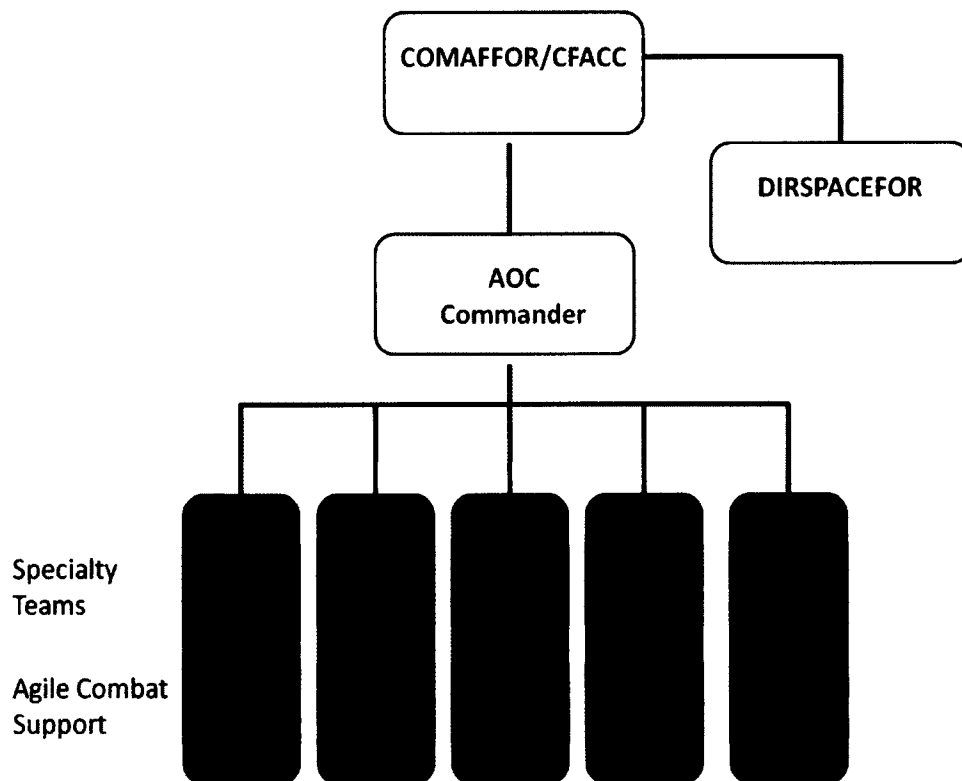 COMAFFOR/CFACC
DIRSPACEFOR
AOC
Commander
Specialty
Teams
Agile Combat
Support